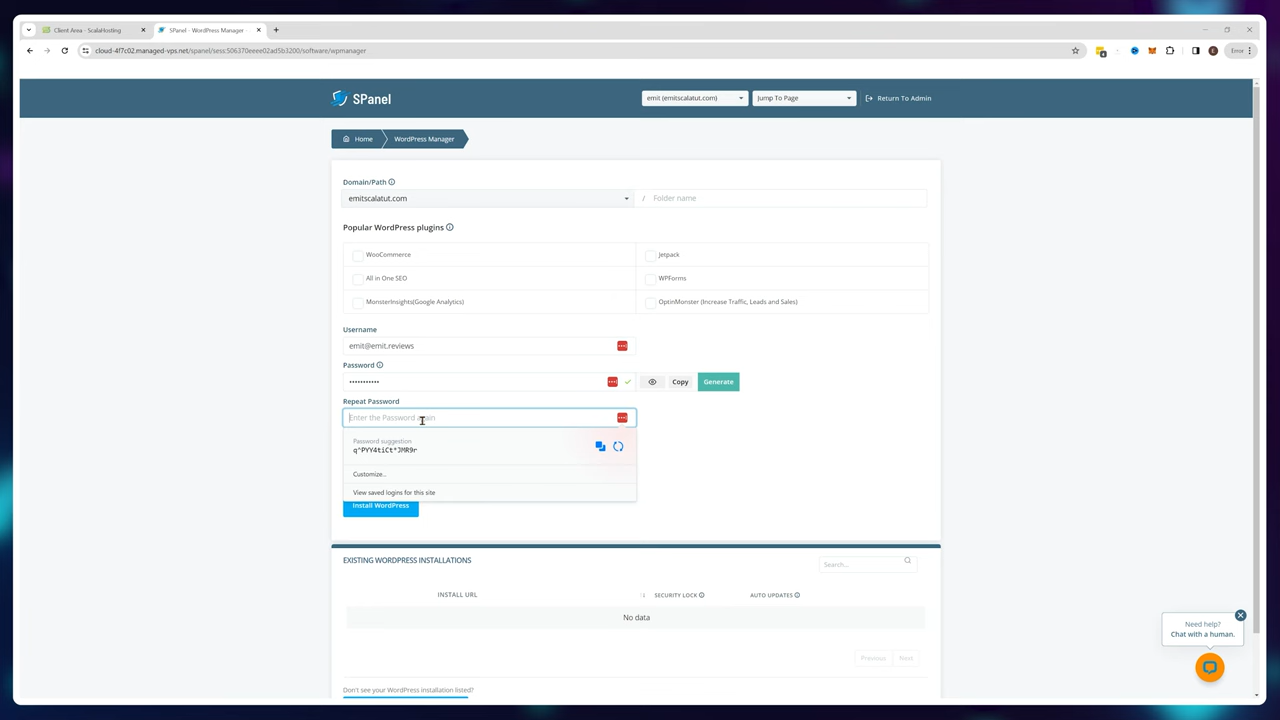 Client Area - ScalaHosting
SPanel - WordPress Manager
cloud-4f7c02.managed-vps.net/spanel/sess:506370eeee02ad5b3200/software/wpmanager
Error
SPanel
emit (emitscalatut.com)
Jump To Page
Return To Admin
Home
WordPress Manager
Domain/Path
emitscalatut.com
/ Folder name
Popular WordPress plugins
WooCommerce
Jetpack
All in One SEO
WPForms
MonsterInsights(Google Analytics)
OptinMonster (Increase Traffic, Leads and Sales)
Username
emit@emit.reviews
Password
•••••••••••
Copy
Generate
Repeat Password
Enter the Password again
Password suggestion
q^PYY4tiCt*JMR9r
Customize...
View saved logins for this site
Install WordPress
EXISTING WORDPRESS INSTALLATIONS
Search...
INSTALL URL
SECURITY LOCK
AUTO UPDATES
No data
Previous
Next
Need help?
Chat with a human.
Don't see your WordPress installation listed?